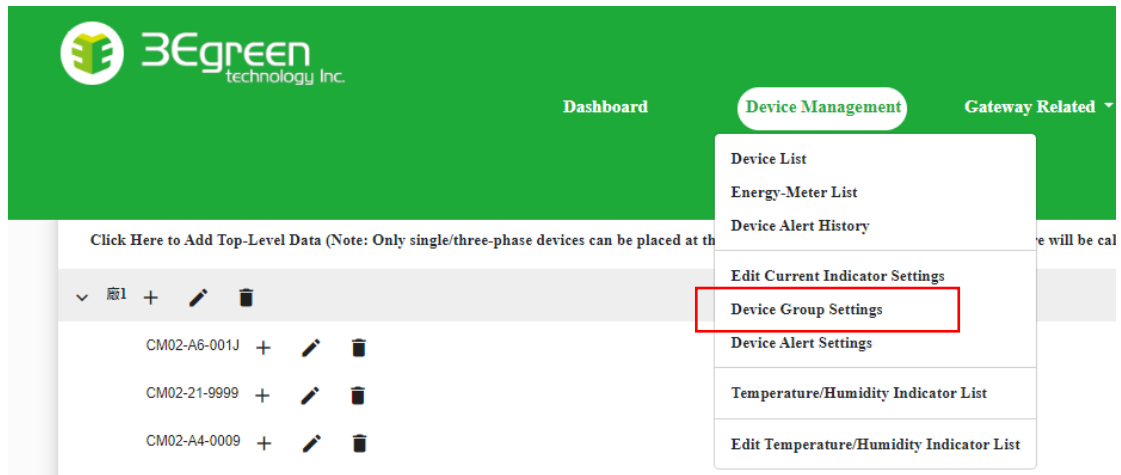 3Egreen
technology Inc.
Dashboard
Device Management
Gateway Related
Device List
Energy-Meter List
Device Alert History
Click Here to Add Top-Level Data (Note: Only single/three-phase devices can be placed at th
re will be cal
Edit Current Indicator Settings
廠1
Device Group Settings
Device Alert Settings
CM02-A6-001J
CM02-21-9999
Temperature/Humidity Indicator List
CM02-A4-0009
Edit Temperature/Humidity Indicator List